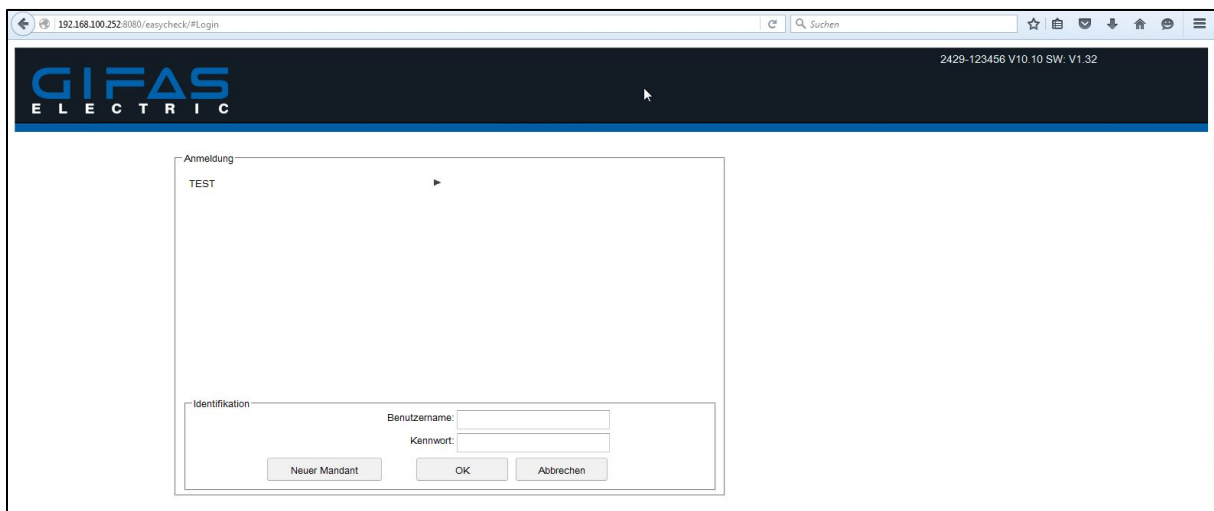 192.168.100.252:8080/easycheck/#Login
Suchen
2429-123456 V10.10 SW: V1.32
GIFAS
ELECTRIC
Anmeldung
TEST
Identifikation
Benutzername:
Kennwort:
Neuer Mandant OK Abbrechen